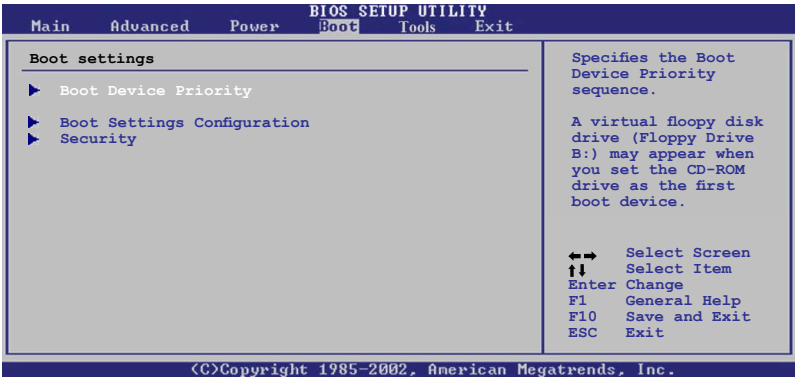 BIOS SETUP UTILITY
Main Advanced Power Boot Tools Exit
Boot settings
Boot Device Priority
Boot Settings Configuration
Security
Specifies the Boot
Device Priority
sequence.
A virtual floopy disk
drive (Floppy Drive
B:) may appear when
you set the CD-ROM
drive as the first
boot device.
←→ Select Screen
↑↓ Select Item
Enter Change
F1 General Help
F10 Save and Exit
ESC Exit
(C)Copyright 1985-2002, American Megatrends, Inc.